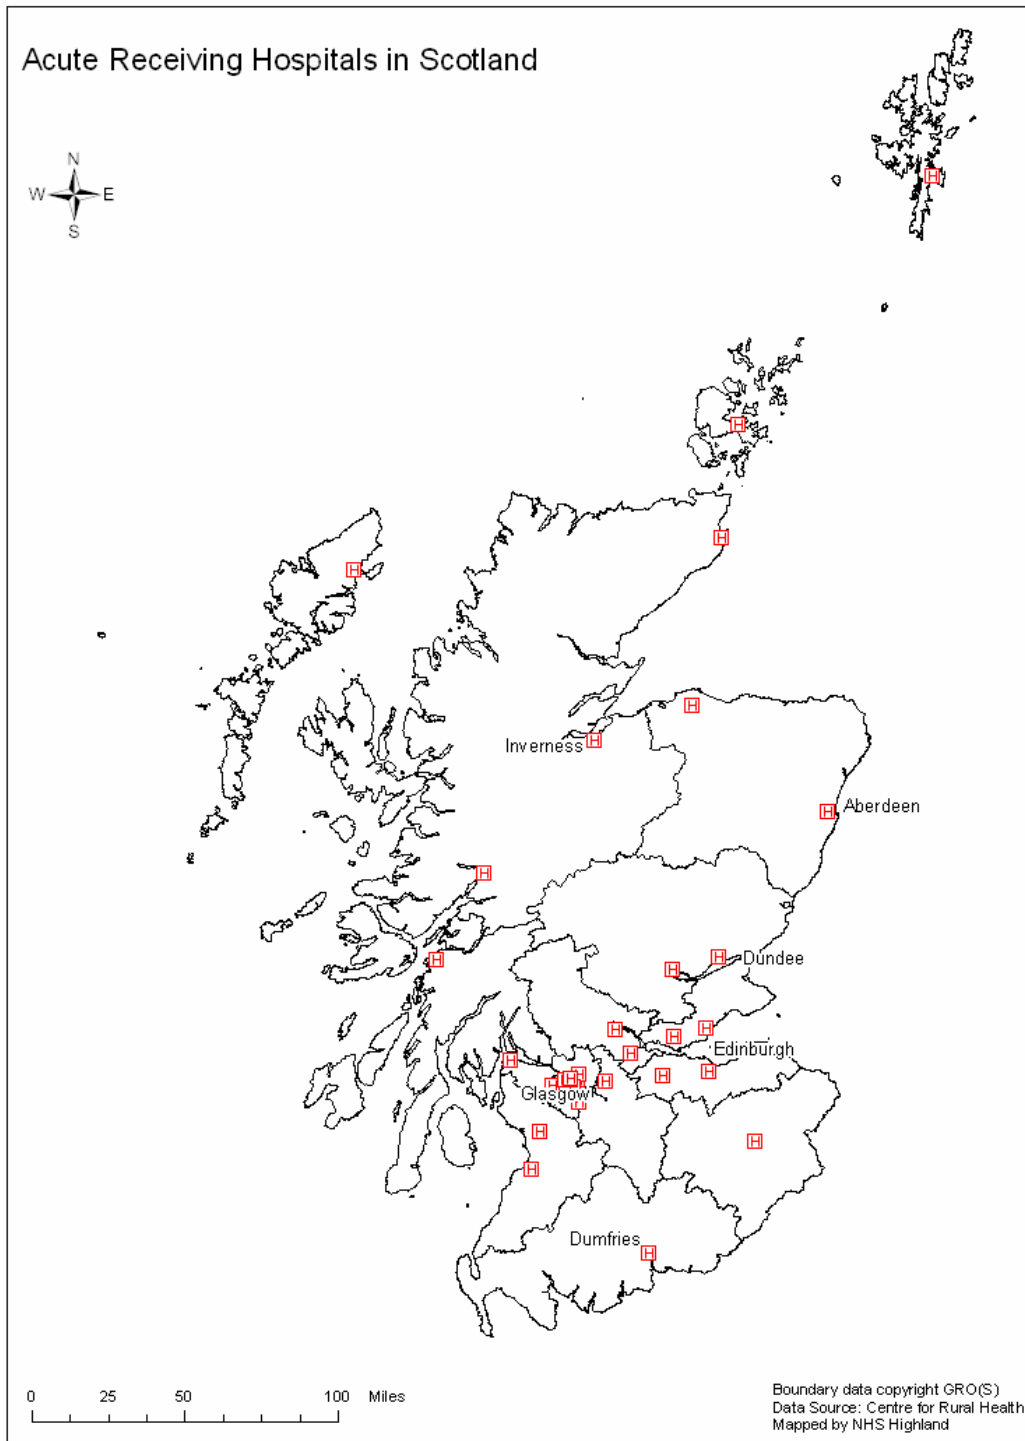 Acute Receiving Hospitals in Scotland
N
W E
S
H
H
H
H
H
Inverness H
H Aberdeen
H
H
H
H Dundee
H
H
H
H
Edinburgh
H
H
H
H
H
Glasgow
H
H
H
Dumfries
H
0 25 50 100 Miles
Boundary data copyright GRO(S)
Data Source: Centre for Rural Health
Mapped by NHS Highland